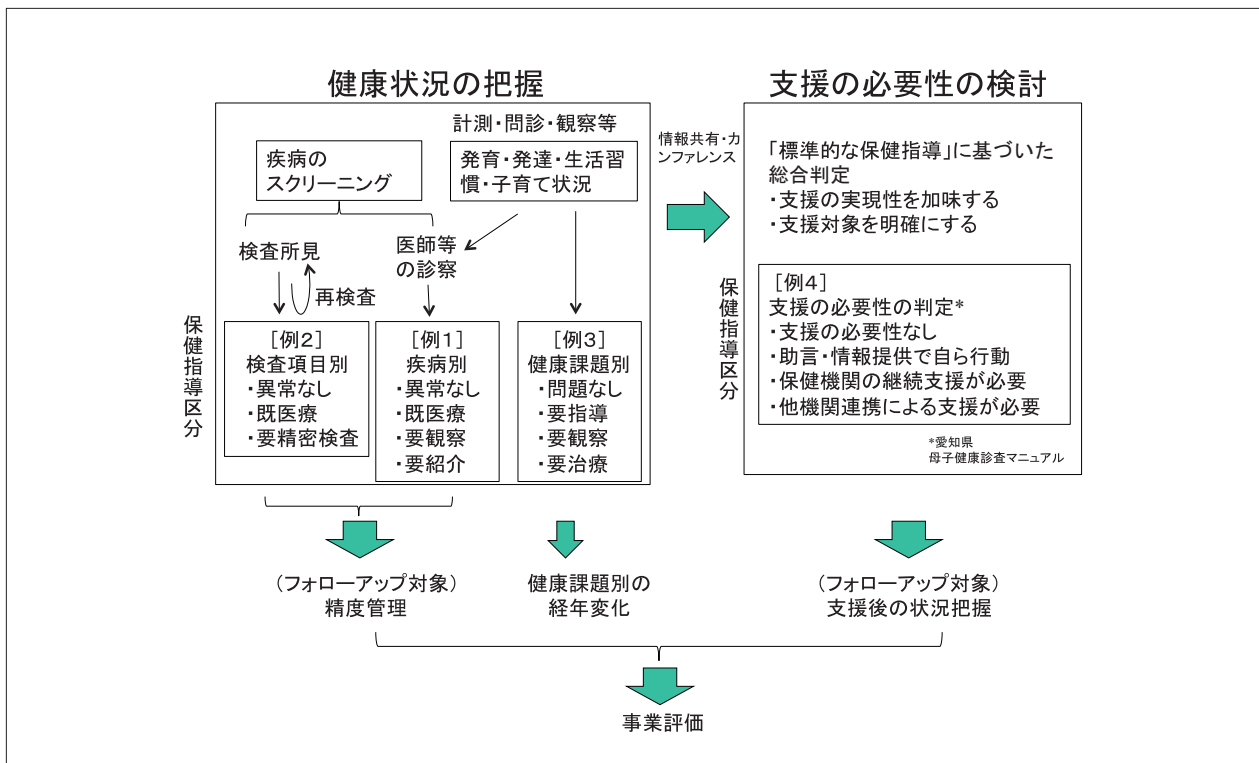 健康状況の把握
計測・問診・観察等
疾病の
スクリーニング
発育・発達・生活習
慣・子育て状況
検査所見
再検査
医師等
の診察
保健指導区分
［例２］
検査項目別
・異常なし
・既医療
・要精密検査
［例１］
疾病別
・異常なし
・既医療
・要観察
・要紹介
［例３］
健康課題別
・問題なし
・要指導
・要観察
・要治療
情報共有・カ
ンファレンス
支援の必要性の検討
「標準的な保健指導」に基づいた
総合判定
・支援の実現性を加味する
・支援対象を明確にする
保健指導区分
［例４］
支援の必要性の判定*
・支援の必要性なし
・助言・情報提供で自ら行動
・保健機関の継続支援が必要
・他機関連携による支援が必要
*愛知県
母子健康診査マニュアル
（フォローアップ対象）
精度管理
健康課題別の
経年変化
（フォローアップ対象）
支援後の状況把握
事業評価